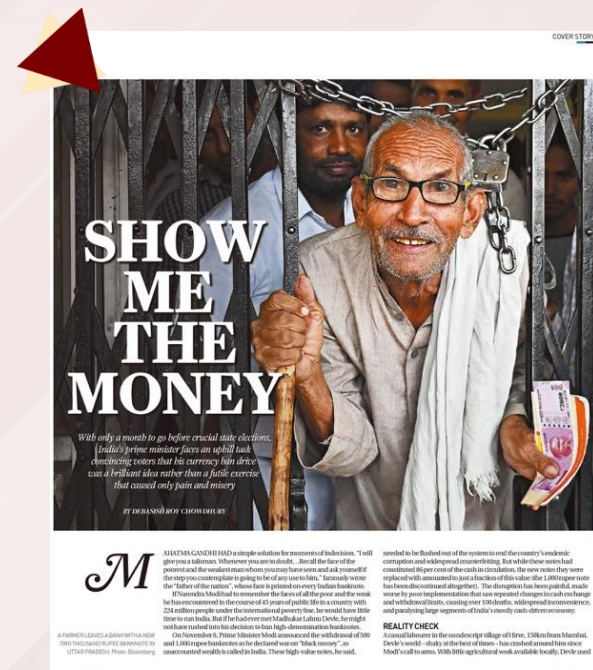 COVER STORY
SHOW
ME
THE
MONEY
With only a month to go before crucial state elections,
India's prime minister faces an uphill task
convincing voters that his currency ban drive
was a brilliant idea rather than a futile exercise
that caused only pain and misery
BY DEBASISH ROY CHOWDHURY
MAHATMA GANDHI HAD a simple solution for moments of indecision. "I will
give you a talisman. Whenever you are in doubt... Recall the face of the
poorest and the weakest man whom you may have seen and ask yourself if
the step you contemplate is going to be of any use to him," famously wrote
the "father of the nation", whose face is printed on every Indian banknote.
If Narendra Modi had to remember the faces of all the poor and the weak
he has encountered in the course of 45 years of public life in a country with
224 million people under the international poverty line, he would have little
time to run India. But if he had ever met Madhukar Lahnu Devle, he might
not have rushed into his decision to ban high-denomination banknotes.
On November 8, Prime Minister Modi announced the withdrawal of 500
and 1,000 rupee banknotes as he declared war on "black money", as
unaccounted wealth is called in India. These high-value notes, he said,
A FARMER LEAVES A BANK WITH A NEW
TWO THOUSAND RUPEE BANKNOTE IN
UTTAR PRADESH. Photo: Bloomberg
needed to be flushed out of the system to end the country's endemic
corruption and widespread counterfeiting. But while these notes had
constituted 86 per cent of the cash in circulation, the new notes they were
replaced with amounted to just a fraction of this value (the 1,000 rupee note
has been discontinued altogether). The disruption has been painful, made
worse by poor implementation that saw repeated changes in cash exchange
and withdrawal limits, causing over 100 deaths, widespread inconvenience,
and paralysing large segments of India's mostly cash-driven economy.
REALITY CHECK
A casual labourer in the nondescript village of Hirve, 150km from Mumbai,
Devle's world – shaky at the best of times – has crashed around him since
Modi's call to arms. With little agricultural work available locally, Devle used